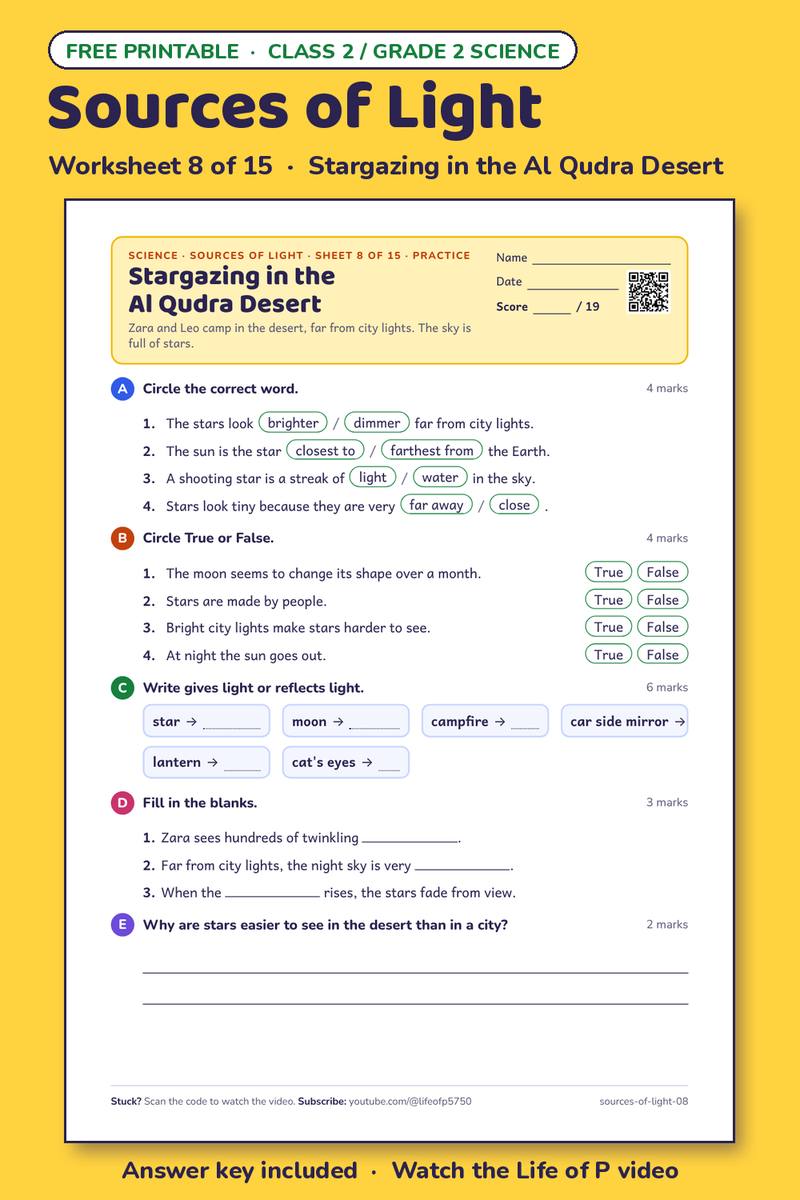 FREE PRINTABLE · CLASS 2 / GRADE 2 SCIENCE
Sources of Light
Worksheet 8 of 15 · Stargazing in the Al Qudra Desert
SCIENCE · SOURCES OF LIGHT · SHEET 8 OF 15 · PRACTICE
Stargazing in the
Al Qudra Desert
Zara and Leo camp in the desert, far from city lights. The sky is
full of stars.
Name ____________
Date ____________
Score ______ / 19
A Circle the correct word. 4 marks
1. The stars look brighter / dimmer far from city lights.
2. The sun is the star closest to / farthest from the Earth.
3. A shooting star is a streak of light / water in the sky.
4. Stars look tiny because they are very far away / close .
B Circle True or False. 4 marks
1. The moon seems to change its shape over a month. True False
2. Stars are made by people. True False
3. Bright city lights make stars harder to see. True False
4. At night the sun goes out. True False
C Write gives light or reflects light. 6 marks
star → ________ moon → ________ campfire → ____ car side mirror →
lantern → _____ cat's eyes → ___
D Fill in the blanks. 3 marks
1. Zara sees hundreds of twinkling ____________.
2. Far from city lights, the night sky is very ____________.
3. When the ____________ rises, the stars fade from view.
E Why are stars easier to see in the desert than in a city? 2 marks
Stuck? Scan the code to watch the video. Subscribe: youtube.com/@lifeofp5750 sources-of-light-08
Answer key included · Watch the Life of P video